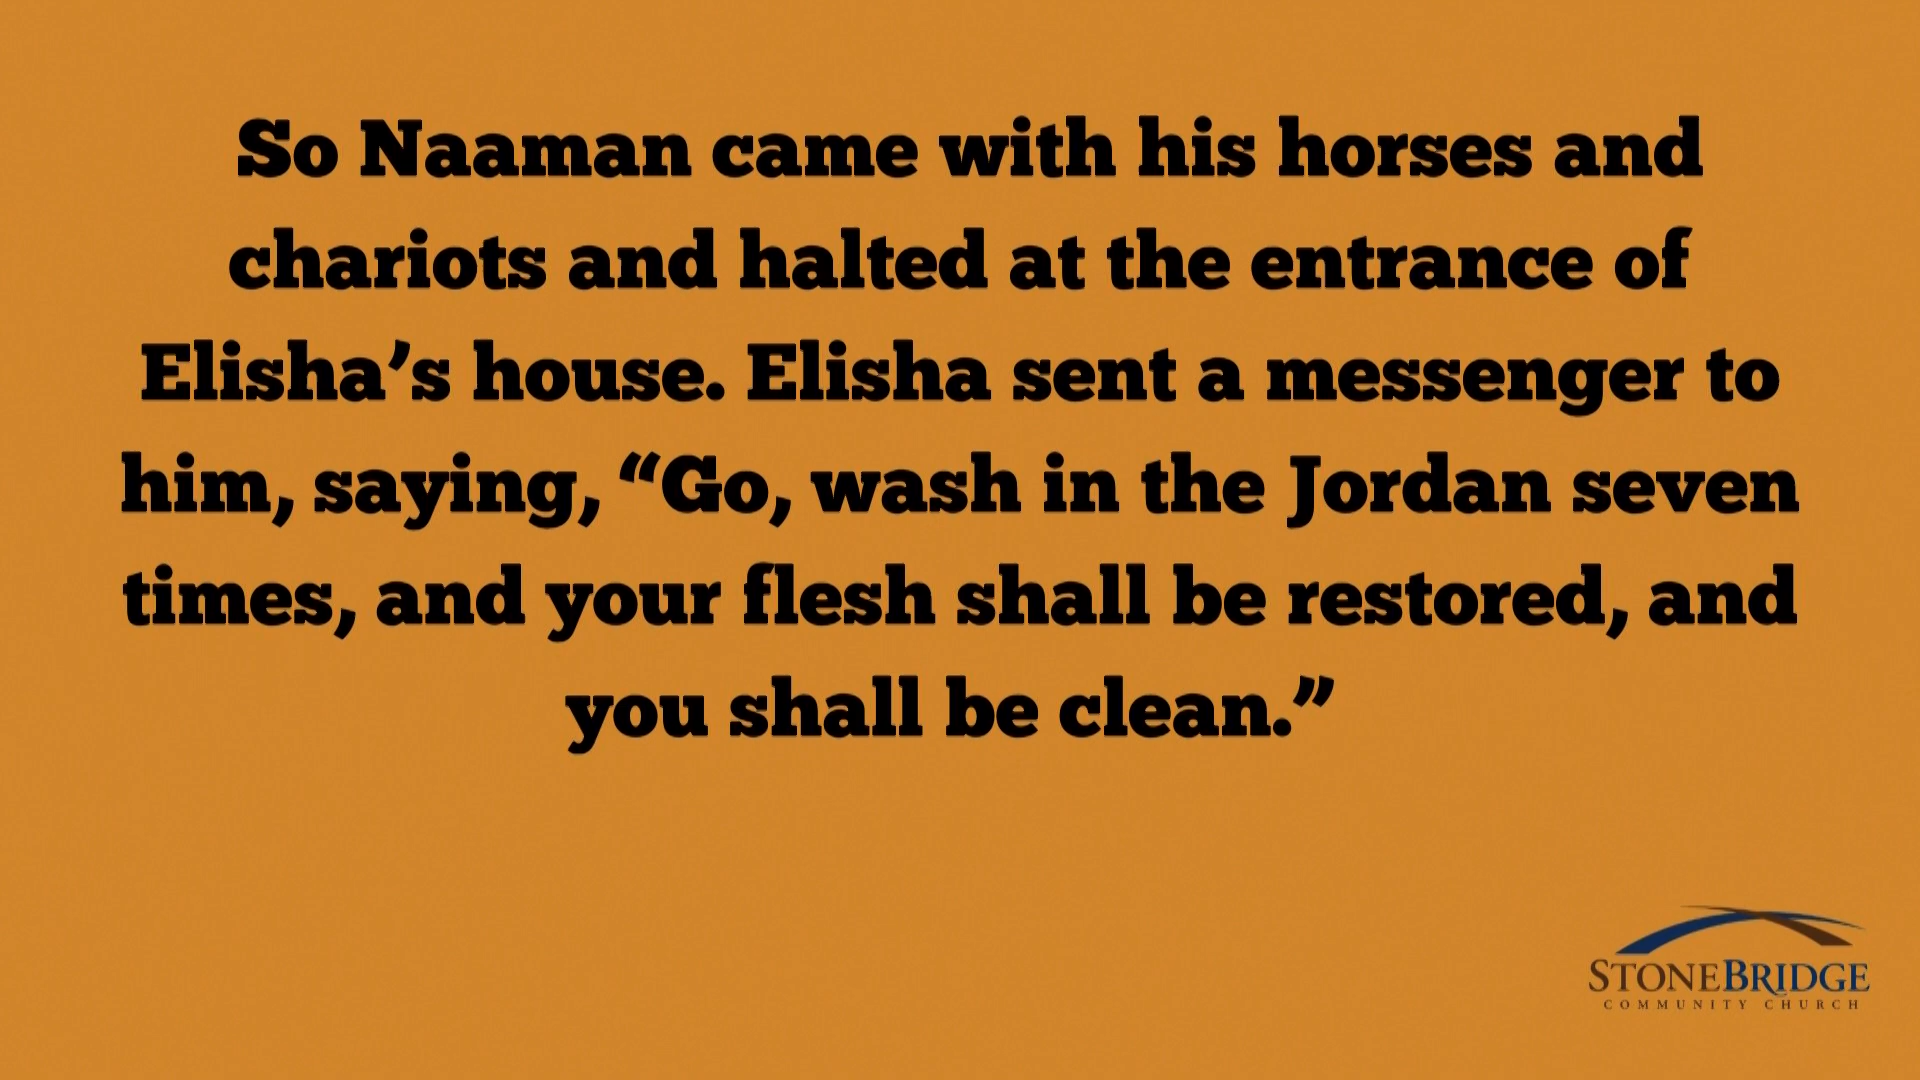 So Naaman came with his horses and
chariots and halted at the entrance of
Elisha’s house. Elisha sent a messenger to
him, saying, “Go, wash in the Jordan seven
times, and your flesh shall be restored, and
you shall be clean.”
STONEBRIDGE
COMMUNITY CHURCH